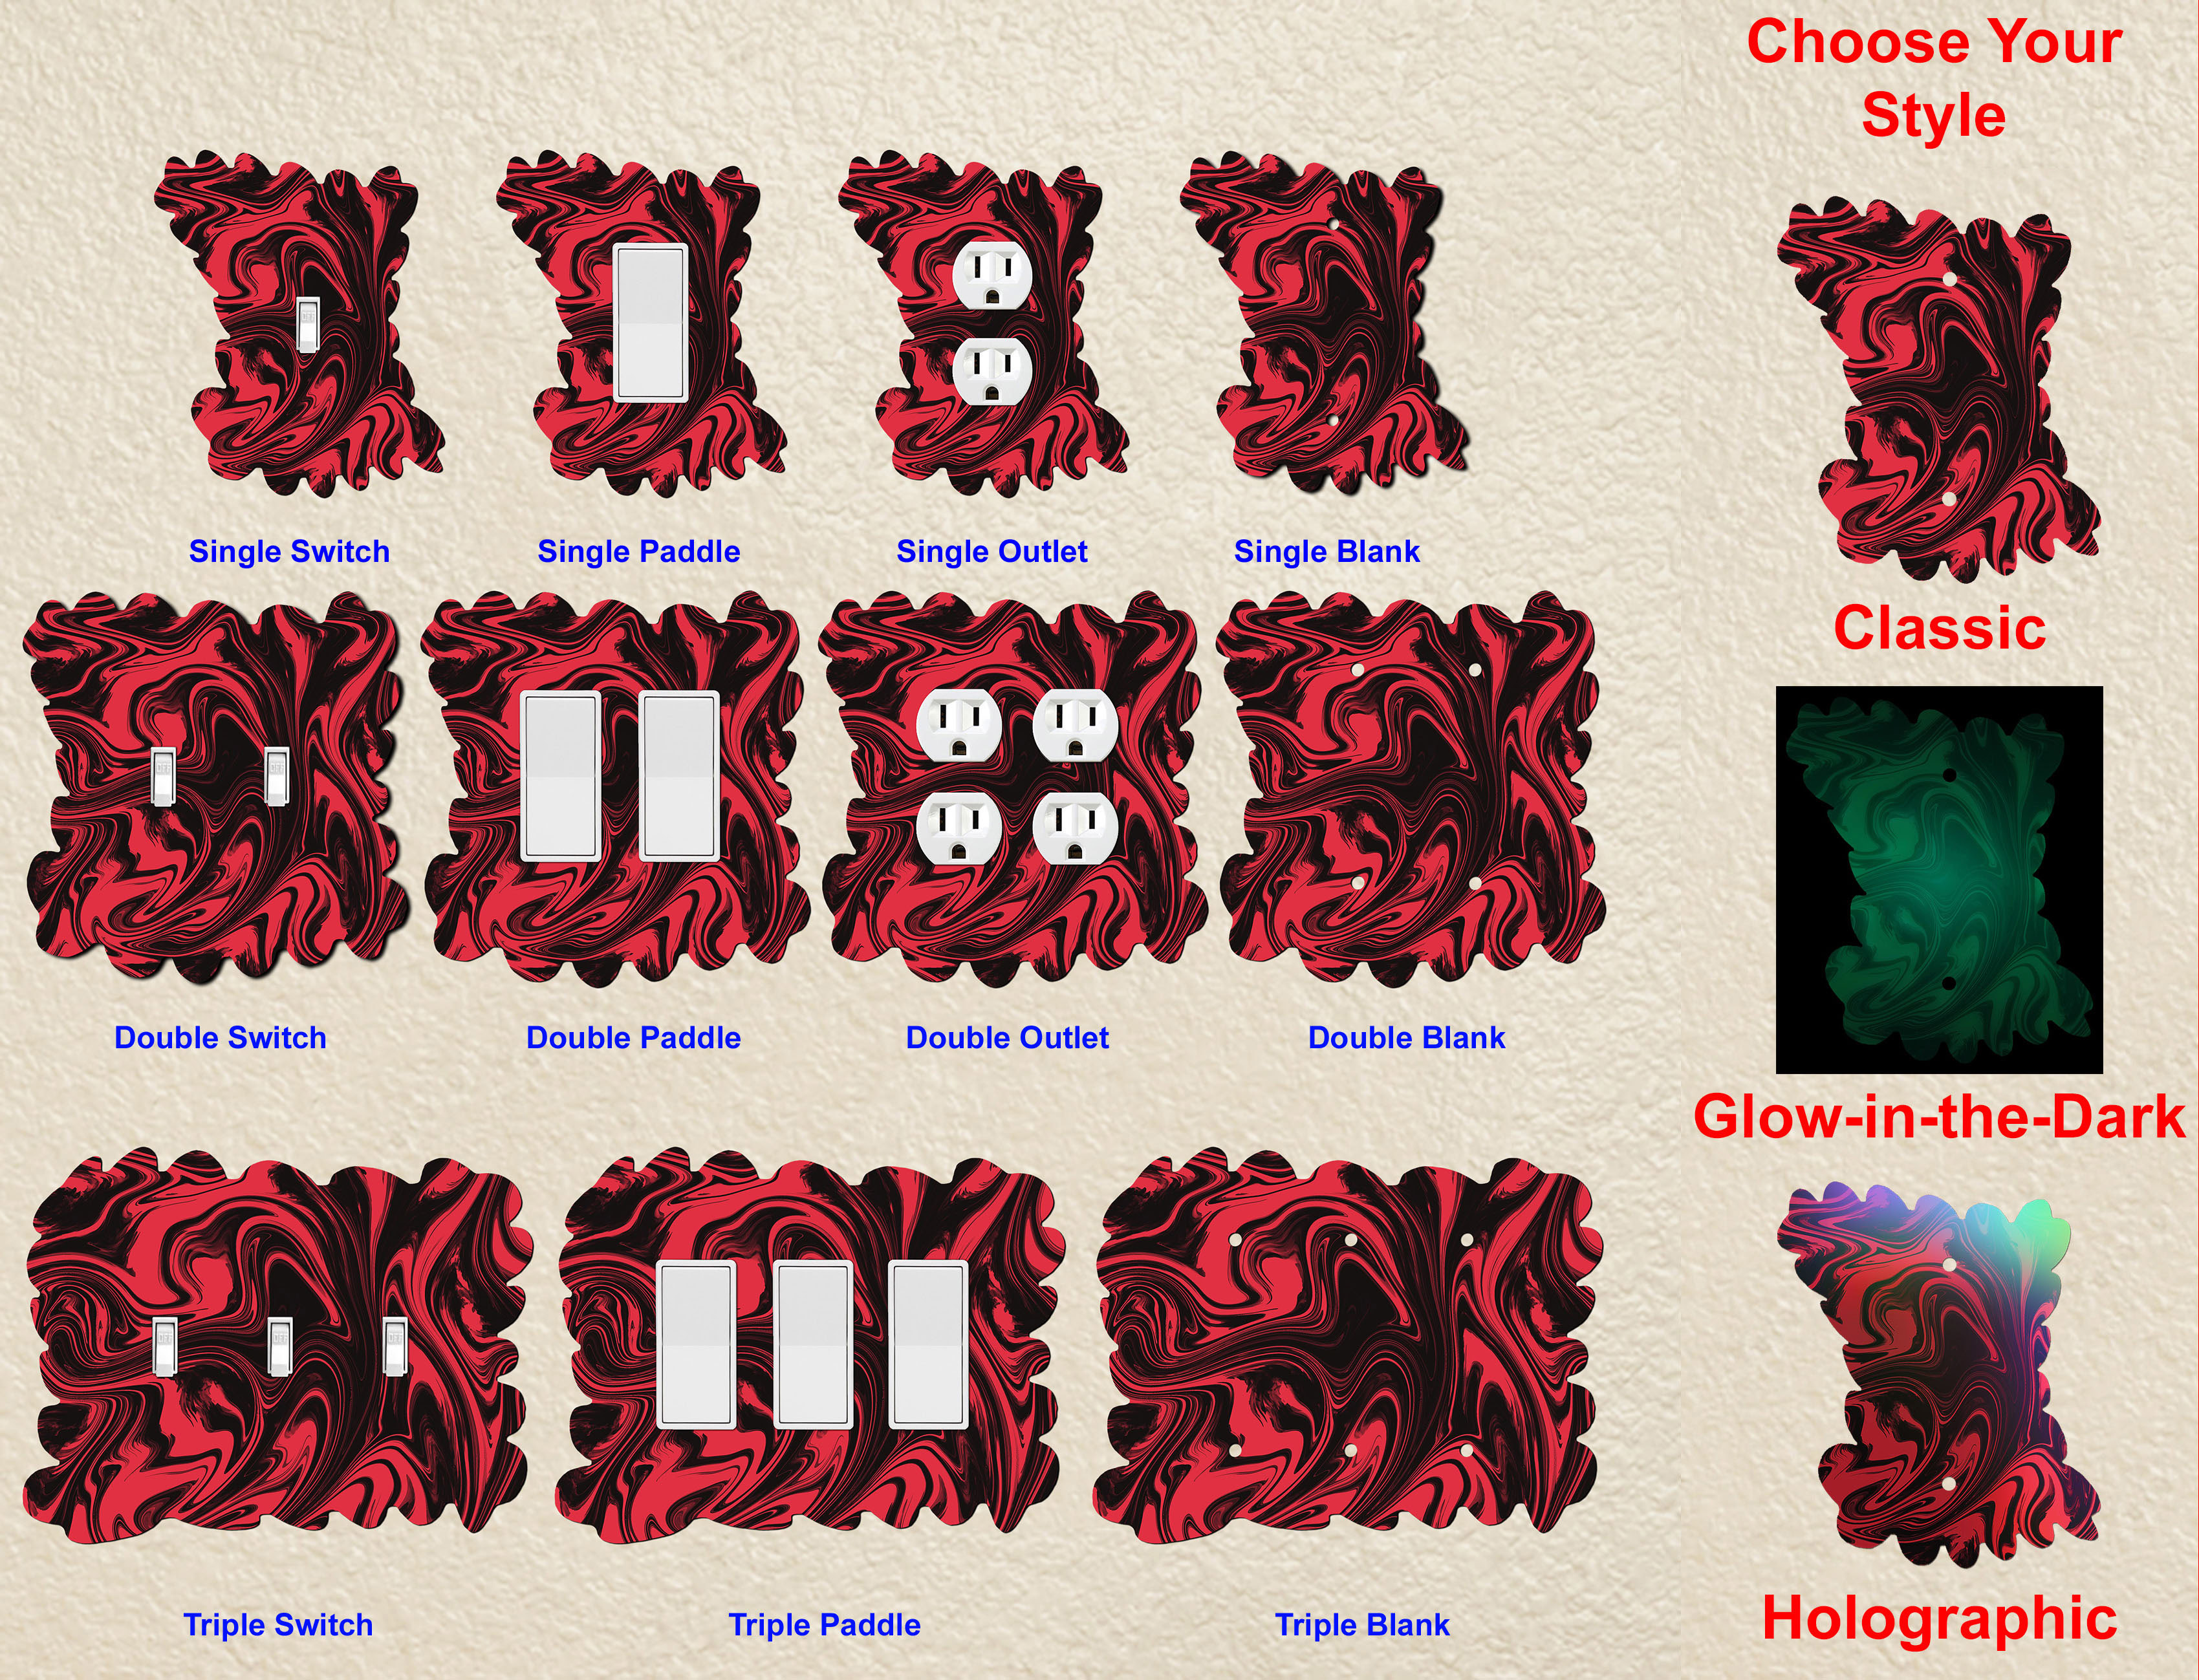 Choose Your
Style
Single Switch
Single Paddle
Single Outlet
Single Blank
Classic
Double Switch
Double Paddle
Double Outlet
Double Blank
Glow-in-the-Dark
Triple Switch
Triple Paddle
Triple Blank
Holographic